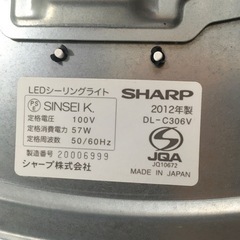 LEDシーリングライト
SHARP
PS
E
SINSEI K.
2012年製
定格電圧 100V
DL-C306V
定格消費電力 57W
定格周波数 50/60Hz
製造番号 20006999
シャープ株式会社
JQA
JQ10672
MADE IN JAPAN